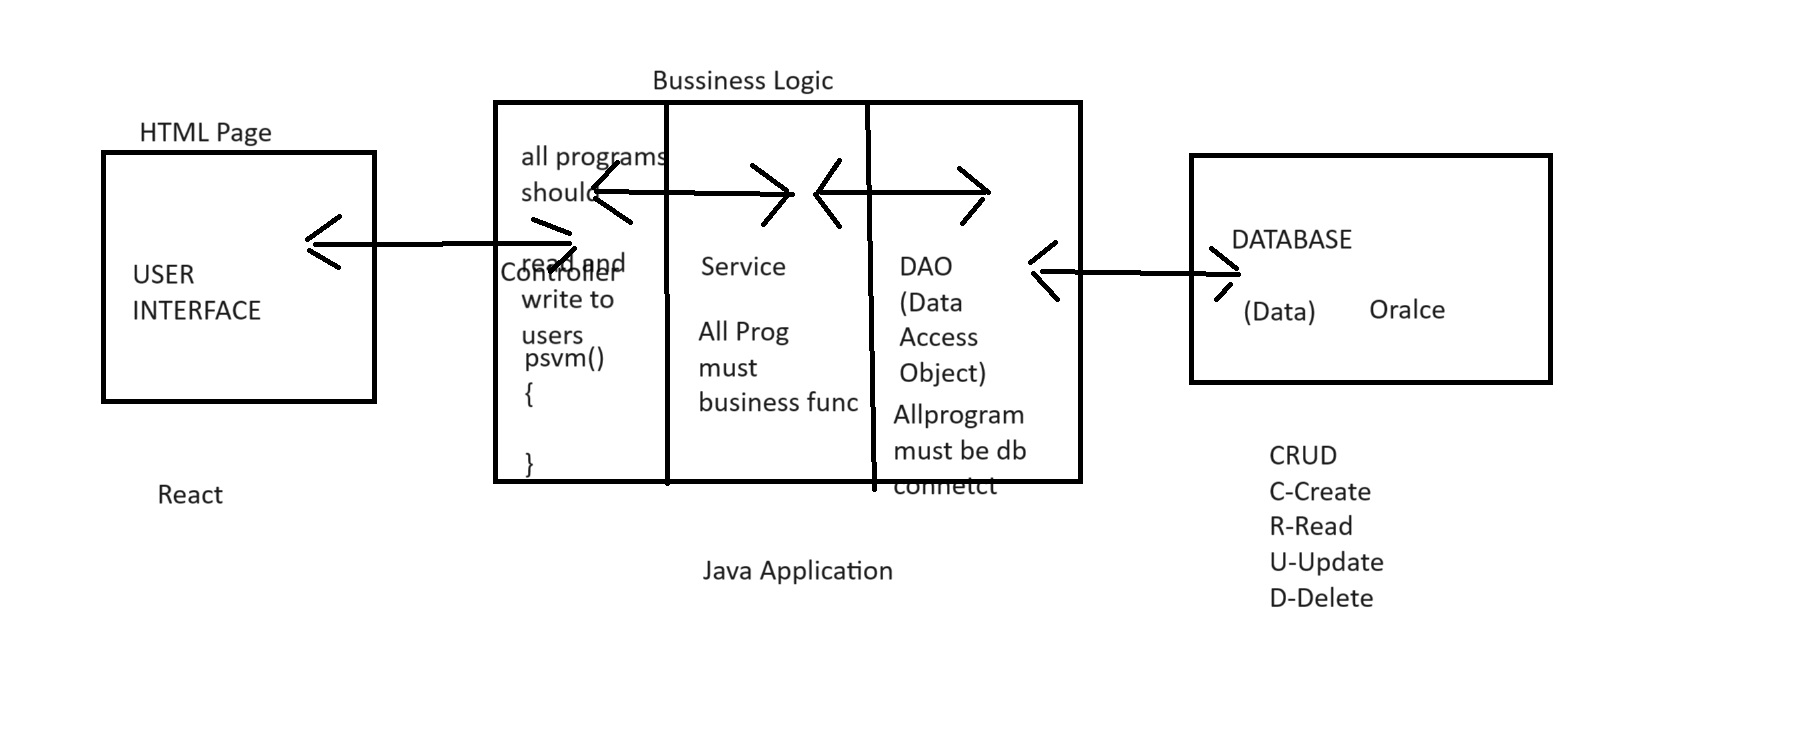 Bussiness Logic
HTML Page
USER
INTERFACE
React
all programs
should
read and
Controller
write to
users
psvm()
{
}
Service
All Prog
must
business func
DAO
(Data
Access
Object)
Allprogram
must be db
connetct
Java Application
DATABASE
(Data)
Oralce
CRUD
C-Create
R-Read
U-Update
D-Delete